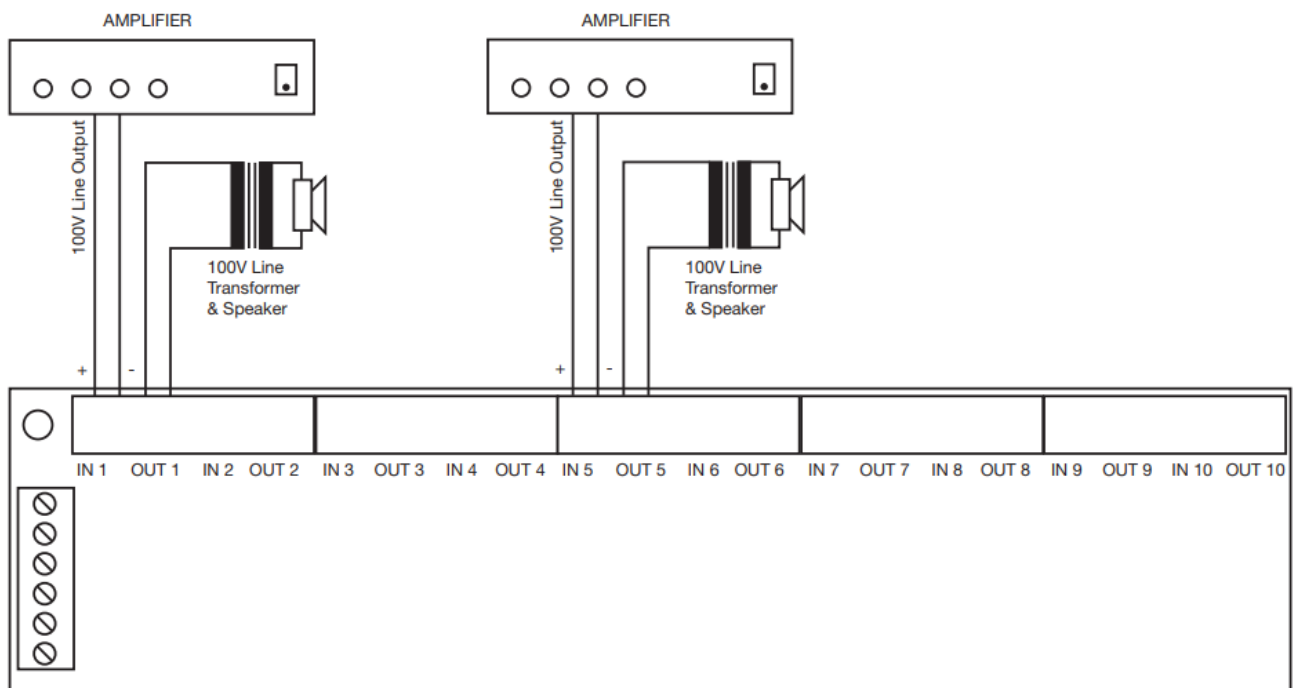 AMPLIFIER
AMPLIFIER
100V Line Output
100V Line
Transformer
& Speaker
100V Line Output
100V Line
Transformer
& Speaker
+ - + -
IN 1 OUT 1 IN 2 OUT 2 IN 3 OUT 3 IN 4 OUT 4 IN 5 OUT 5 IN 6 OUT 6 IN 7 OUT 7 IN 8 OUT 8 IN 9 OUT 9 IN 10 OUT 10